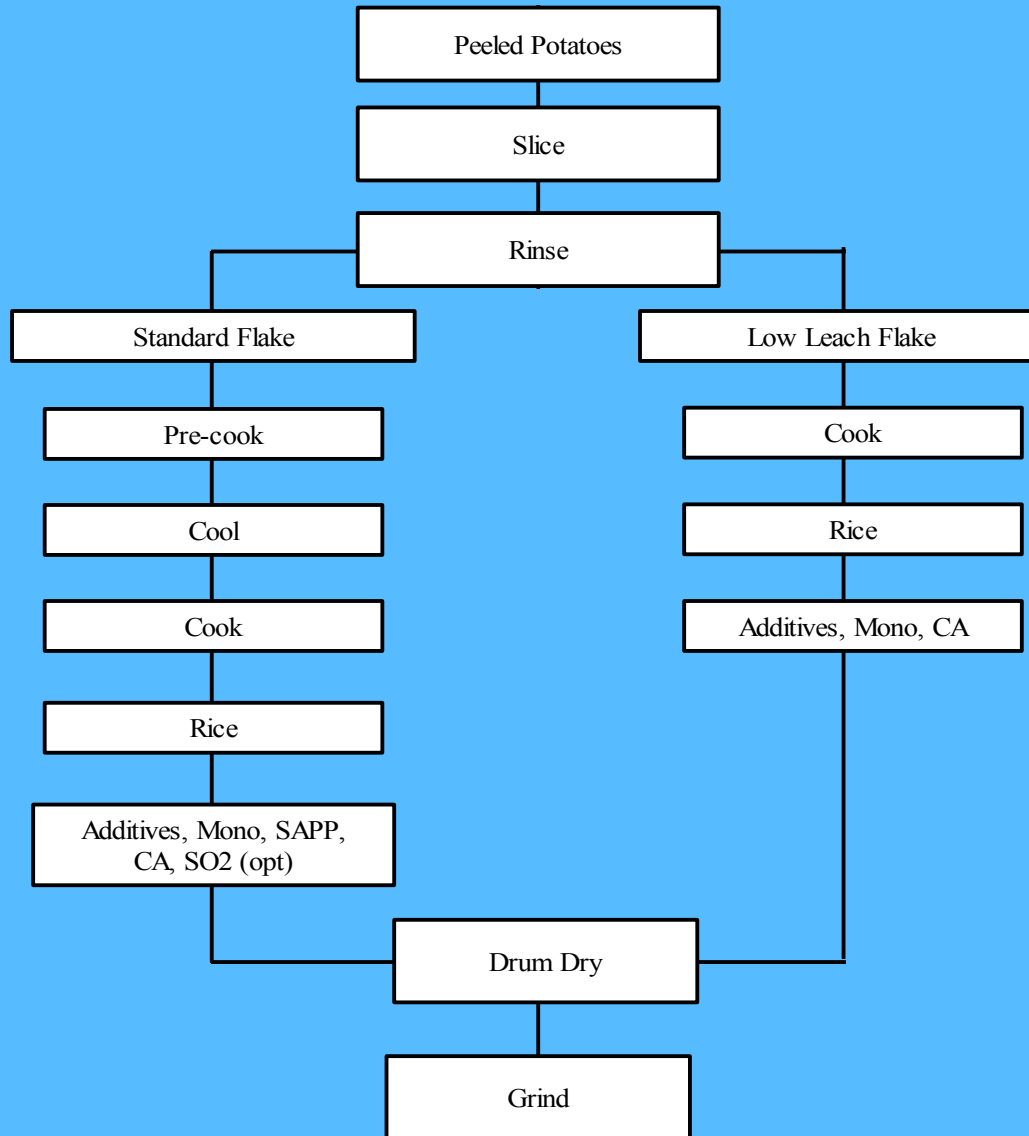 Peeled Potatoes
Slice
Rinse
Standard Flake
Low Leach Flake
Pre-cook
Cook
Cool
Rice
Cook
Additives, Mono, CA
Rice
Additives, Mono, SAPP,
CA, SO2 (opt)
Drum Dry
Grind